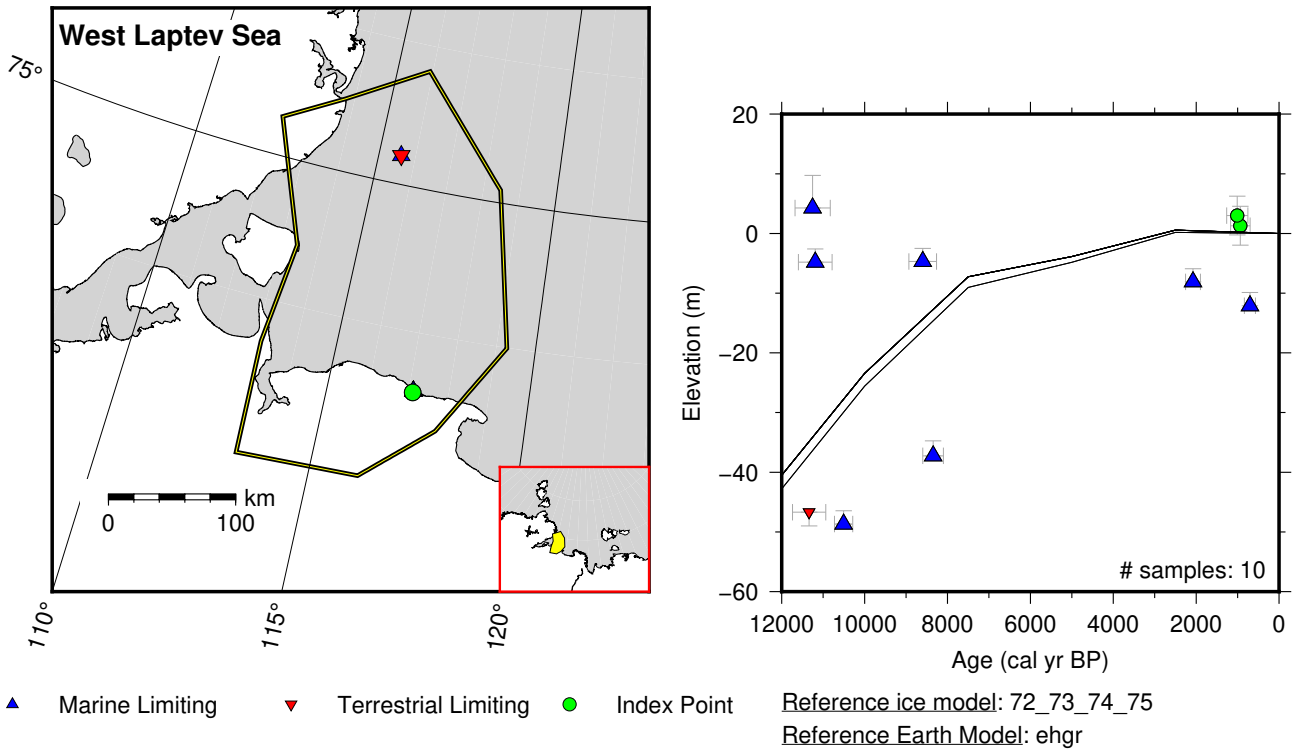 West Laptev Sea
75°
km
0 100
110°
115°
120°
20
0
−20
−40
−60
Elevation (m)
# samples: 10
12000 10000 8000 6000 4000 2000 0
Age (cal yr BP)
Marine Limiting
Terrestrial Limiting
Index Point
Reference ice model: 72_73_74_75
Reference Earth Model: ehgr